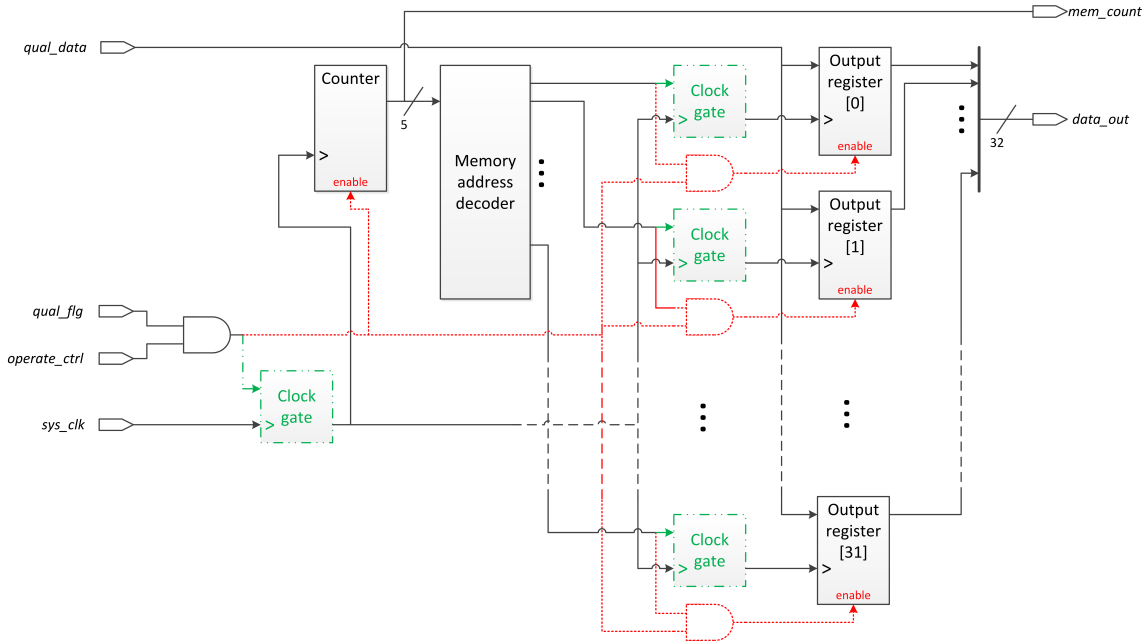 mem_count
qual_data
Counter
5
enable
Memory
address
decoder
Clock
gate
Output
register
[0]
enable
data_out
32
Clock
gate
Output
register
[1]
enable
qual_flg
operate_ctrl
sys_clk
Clock
gate
Clock
gate
Output
register
[31]
enable